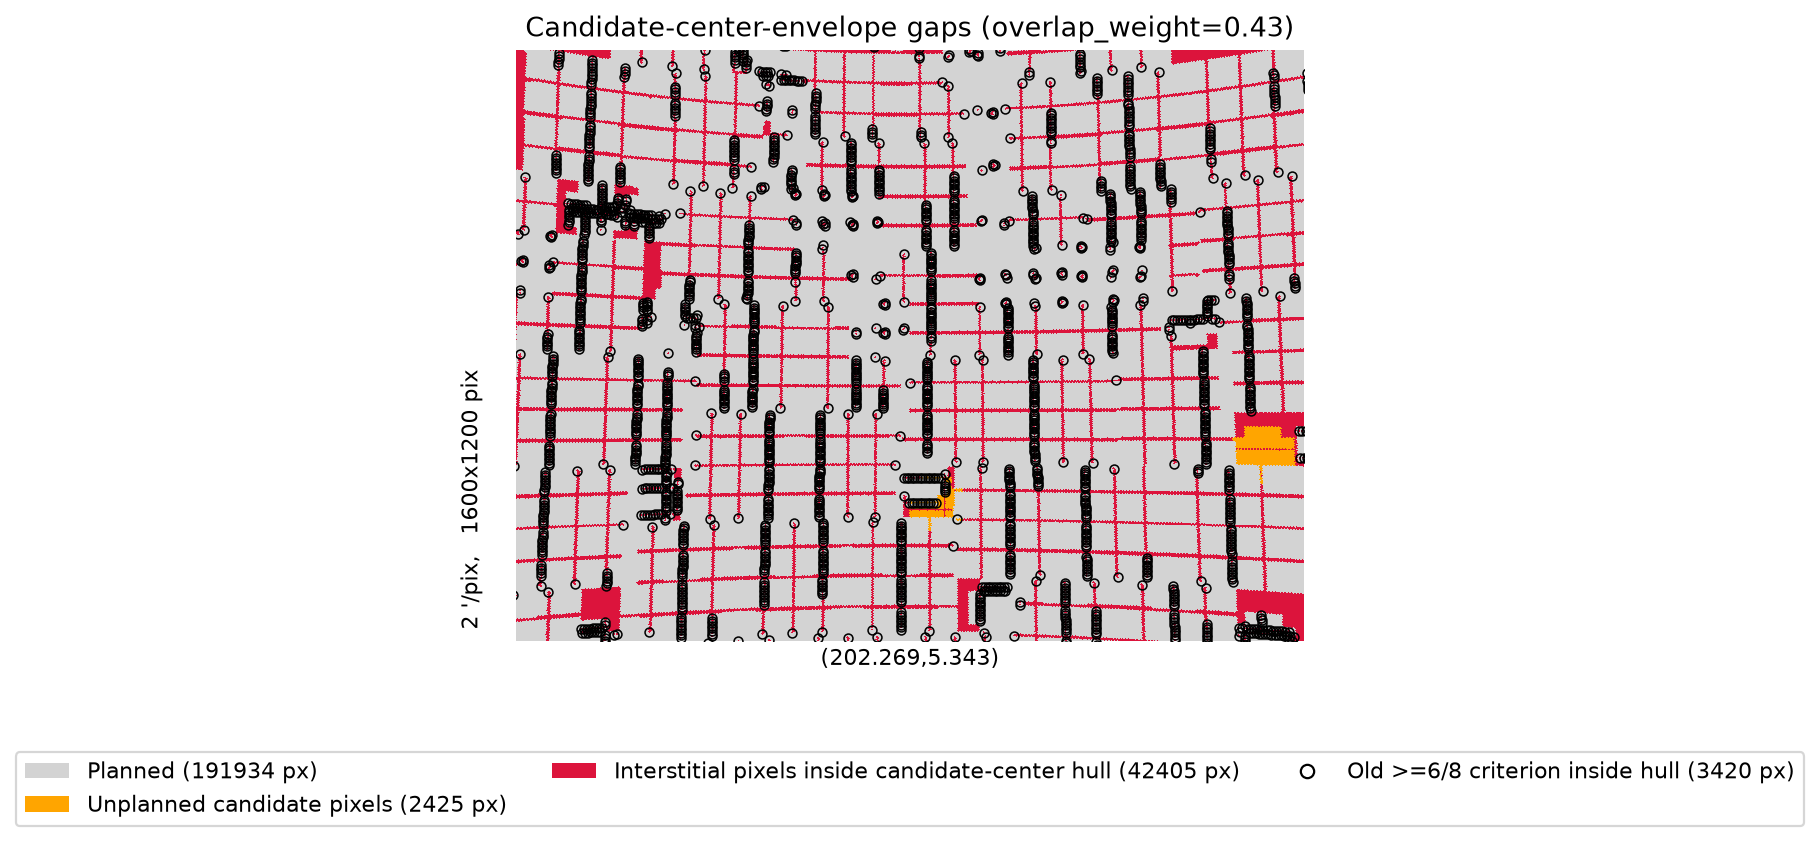 Candidate-center-envelope gaps (overlap_weight=0.43)
2 '/pix,   1600x1200 pix
(202.269,5.343)
Planned (191934 px)
Unplanned candidate pixels (2425 px)
Interstitial pixels inside candidate-center hull (42405 px)
Old >=6/8 criterion inside hull (3420 px)